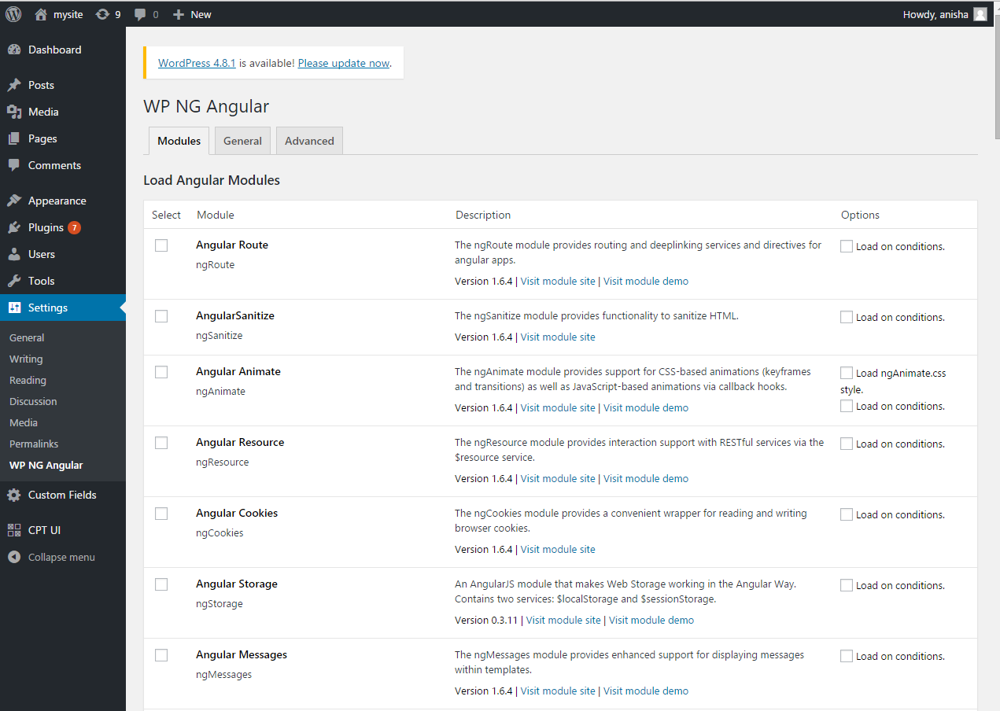 mysite 9 0 New Howdy, anisha
Dashboard
Posts
Media
Pages
Comments
Appearance
Plugins 7
Users
Tools
Settings
General
Writing
Reading
Discussion
Media
Permalinks
WP NG Angular
Custom Fields
CPT UI
Collapse menu
WordPress 4.8.1 is available! Please update now.
WP NG Angular
Modules General Advanced
Load Angular Modules
Select Module Description Options
Angular Route
ngRoute
The ngRoute module provides routing and deeplinking services and directives for
angular apps.
Version 1.6.4 | Visit module site | Visit module demo
Load on conditions.
AngularSanitize
ngSanitize
The ngSanitize module provides functionality to sanitize HTML.
Version 1.6.4 | Visit module site
Load on conditions.
Angular Animate
ngAnimate
The ngAnimate module provides support for CSS-based animations (keyframes
and transitions) as well as JavaScript-based animations via callback hooks.
Version 1.6.4 | Visit module site | Visit module demo
Load ngAnimate.css
style.
Load on conditions.
Angular Resource
ngResource
The ngResource module provides interaction support with RESTful services via the
$resource service.
Version 1.6.4 | Visit module site | Visit module demo
Load on conditions.
Angular Cookies
ngCookies
The ngCookies module provides a convenient wrapper for reading and writing
browser cookies.
Version 1.6.4 | Visit module site
Load on conditions.
Angular Storage
ngStorage
An AngularJS module that makes Web Storage working in the Angular Way.
Contains two services: $localStorage and $sessionStorage.
Version 0.3.11 | Visit module site | Visit module demo
Load on conditions.
Angular Messages
ngMessages
The ngMessages module provides enhanced support for displaying messages
within templates.
Version 1.6.4 | Visit module site | Visit module demo
Load on conditions.